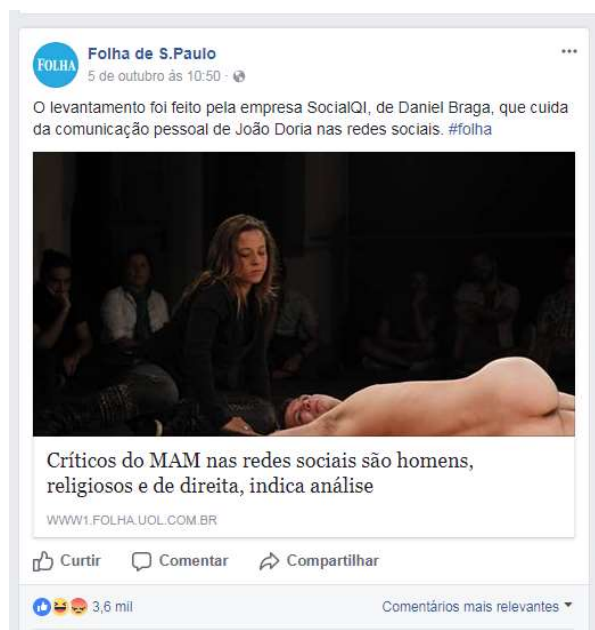 FOLHA
Folha de S.Paulo
5 de outubro às 10:50 ·
O levantamento foi feito pela empresa SocialQI, de Daniel Braga, que cuida
da comunicação pessoal de João Doria nas redes sociais. #folha
Críticos do MAM nas redes sociais são homens,
religiosos e de direita, indica análise
WWW1.FOLHA.UOL.COM.BR
Curtir Comentar Compartilhar
3,6 mil Comentários mais relevantes